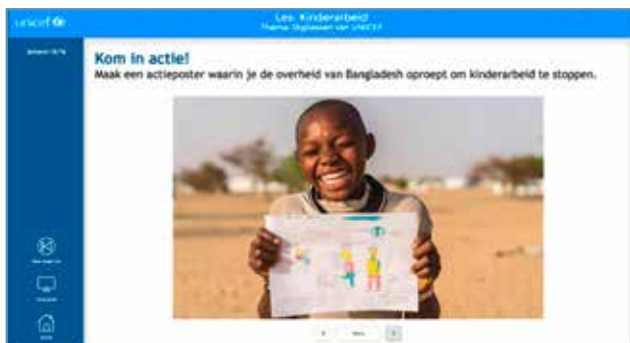 unicef
Les: Kinderarbeid
Thema: Digilessen van UNICEF
Kom in actie!
Maak een actieposter waarin je de overheid van Bangladesh oproept om kinderarbeid te stoppen.